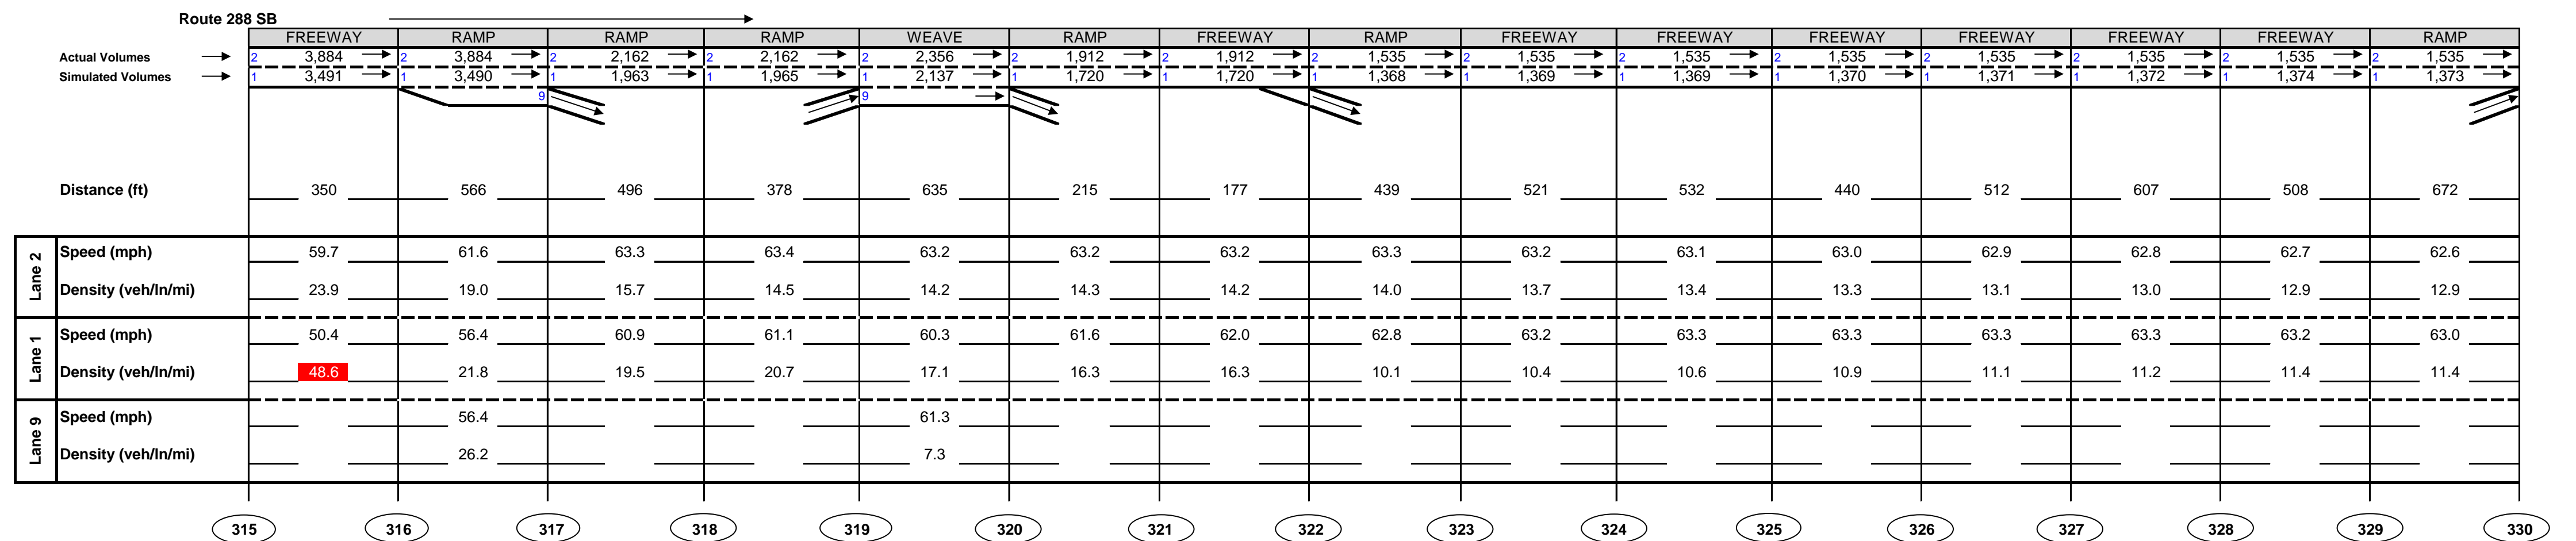 Route 288 SB
FREEWAY RAMP RAMP RAMP WEAVE RAMP FREEWAY RAMP FREEWAY FREEWAY FREEWAY FREEWAY FREEWAY FREEWAY RAMP
Actual Volumes 2 3,884 2 3,884 2 2,162 2 2,162 2 2,356 2 1,912 2 1,912 2 1,535 2 1,535 2 1,535 2 1,535 2 1,535 2 1,535 2 1,535 2 1,535
Simulated Volumes 1 3,491 1 3,490 1 1,963 1 1,965 1 2,137 1 1,720 1 1,720 1 1,368 1 1,369 1 1,369 1 1,370 1 1,371 1 1,372 1 1,374 1 1,373
9 9
Distance (ft) 350 566 496 378 635 215 177 439 521 532 440 512 607 508 672
Lane 2
Speed (mph) 59.7 61.6 63.3 63.4 63.2 63.2 63.2 63.3 63.2 63.1 63.0 62.9 62.8 62.7 62.6
Density (veh/ln/mi) 23.9 19.0 15.7 14.5 14.2 14.3 14.2 14.0 13.7 13.4 13.3 13.1 13.0 12.9 12.9
Lane 1
Speed (mph) 50.4 56.4 60.9 61.1 60.3 61.6 62.0 62.8 63.2 63.3 63.3 63.3 63.3 63.2 63.0
Density (veh/ln/mi) 48.6 21.8 19.5 20.7 17.1 16.3 16.3 10.1 10.4 10.6 10.9 11.1 11.2 11.4 11.4
Lane 9
Speed (mph) 56.4 61.3
Density (veh/ln/mi) 26.2 7.3
315 316 317 318 319 320 321 322 323 324 325 326 327 328 329 330